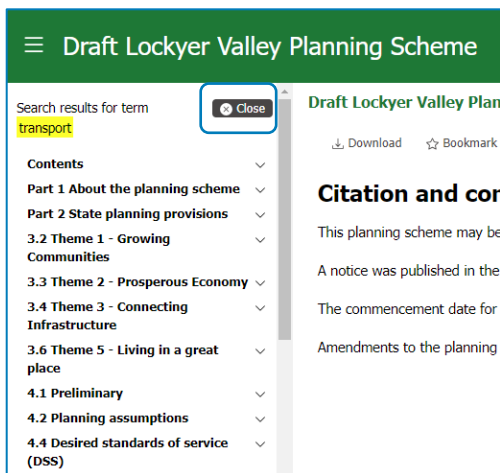 Draft Lockyer Valley Planning Scheme
Search results for term
transport
Close
Contents
Part 1 About the planning scheme
Part 2 State planning provisions
3.2 Theme 1 - Growing
Communities
3.3 Theme 2 - Prosperous Economy
3.4 Theme 3 - Connecting
Infrastructure
3.6 Theme 5 - Living in a great
place
4.1 Preliminary
4.2 Planning assumptions
4.4 Desired standards of service
(DSS)
Draft Lockyer Valley Plan
Download Bookmark
Citation and co
This planning scheme may be
A notice was published in the
The commencement date for
Amendments to the planning